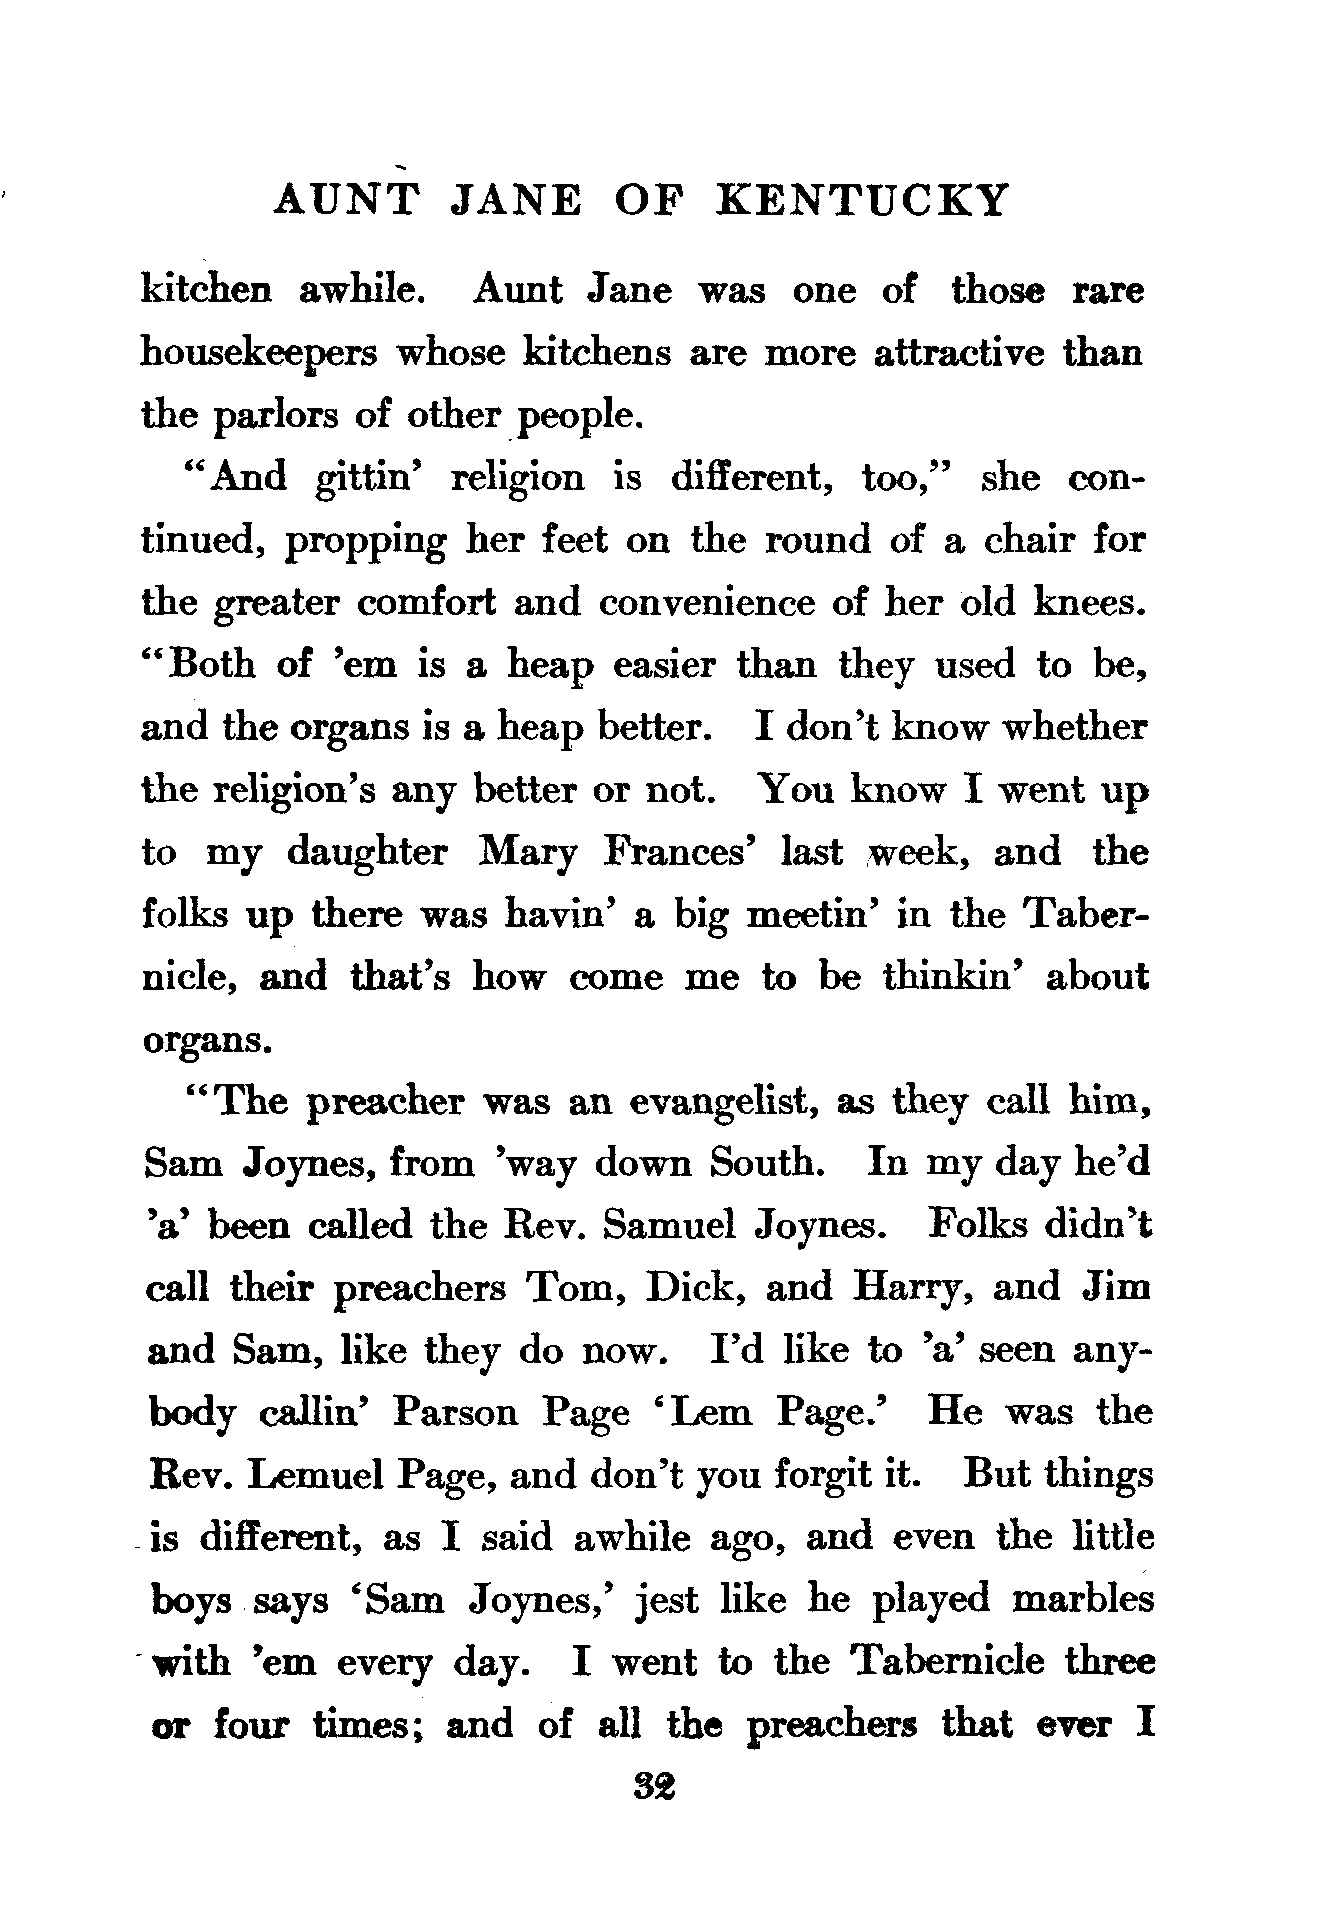 AUNT JANE OF KENTUCKY
kitchen awhile. Aunt Jane was one of those rare
housekeepers whose kitchens are more attractive than
the parlors of other people.
“And gittin’ religion is different, too,” she con-
tinued, propping her feet on the round of a chair for
the greater comfort and convenience of her old knees.
“Both of ’em is a heap easier than they used to be,
and the organs is a heap better. I don’t know whether
the religion’s any better or not. You know I went up
to my daughter Mary Frances’ last week, and the
folks up there was havin’ a big meetin’ in the Taber-
nicle, and that’s how come me to be thinkin’ about
organs.
“The preacher was an evangelist, as they call him,
Sam Joynes, from ’way down South. In my day he’d
’a’ been called the Rev. Samuel Joynes. Folks didn’t
call their preachers Tom, Dick, and Harry, and Jim
and Sam, like they do now. I’d like to ’a’ seen any-
body callin’ Parson Page ‘Lem Page.’ He was the
Rev. Lemuel Page, and don’t you forgit it. But things
is different, as I said awhile ago, and even the little
boys says ‘Sam Joynes,’ jest like he played marbles
with ’em every day. I went to the Tabernicle three
or four times; and of all the preachers that ever I
32